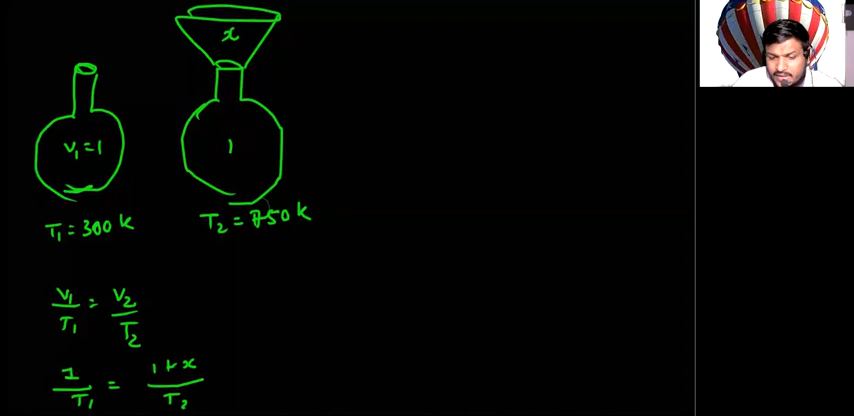 x
V₁ = 1
1
T₁ = 300 K
T₂ = 750 K
V₁/T₁ = V₂/T₂
1/T₁ = 1+x/T₂